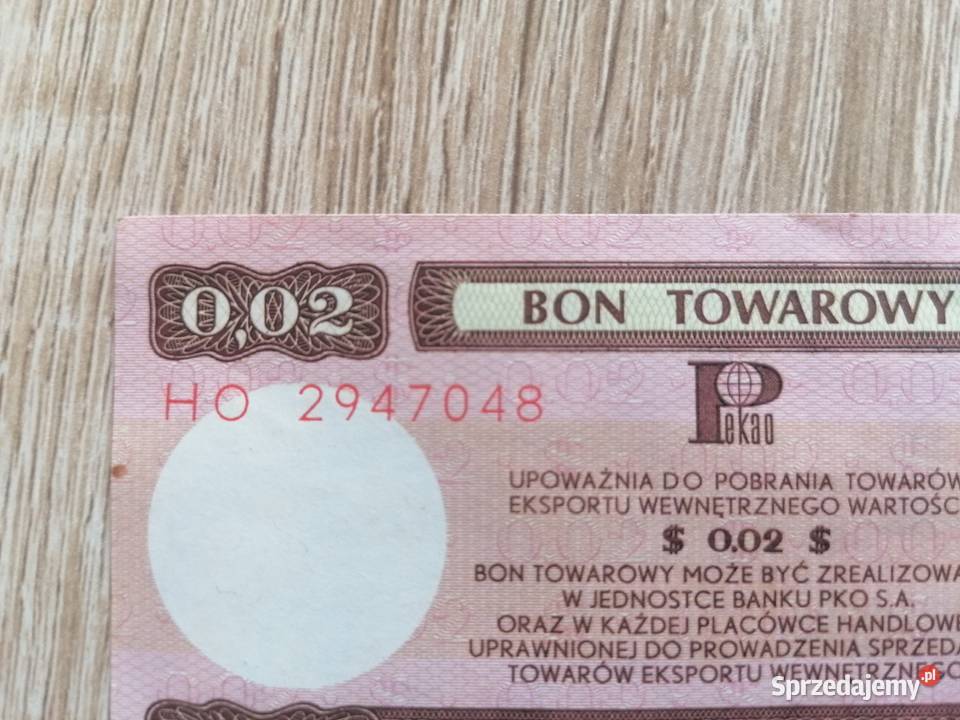 0,02
BON TOWAROWY
HO 2947048
Pekao
UPOWAŻNIA DO POBRANIA TOWARÓW
EKSPORTU WEWNĘTRZNEGO WARTOŚC
$ 0.02 $
BON TOWAROWY MOŻE BYĆ ZREALIZOWA
W JEDNOSTCE BANKU PKO S.A.
ORAZ W KAŻDEJ PLACÓWCE HANDLOWE
UPRAWNIONEJ DO PROWADZENIA SPRZEDA
TOWARÓW EKSPORTU WEWNĘTRZNEGO
Sprzedajemy.pl